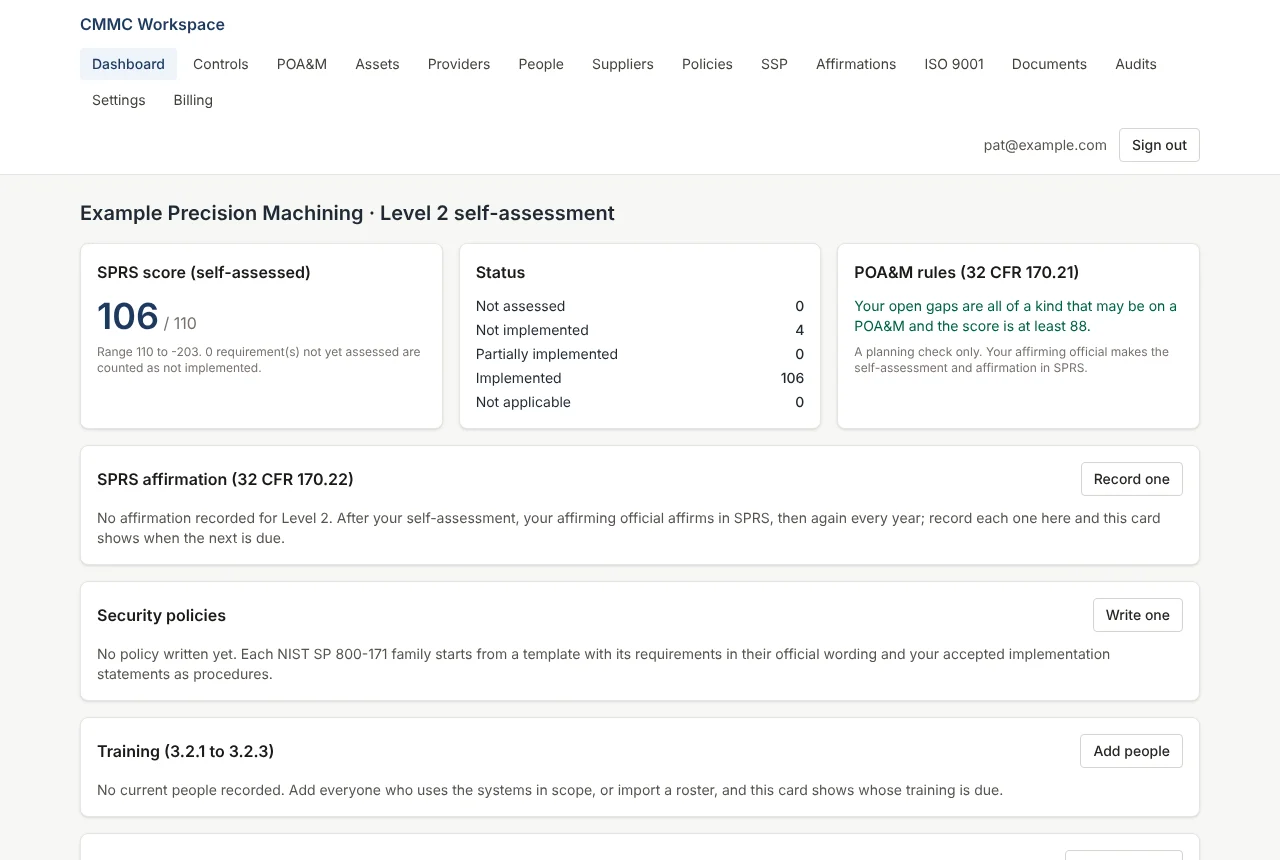 CMMC Workspace
Dashboard Controls POA&M Assets Providers People Suppliers Policies SSP Affirmations ISO 9001 Documents Audits
Settings Billing
pat@example.com Sign out
Example Precision Machining · Level 2 self-assessment
SPRS score (self-assessed)
106 / 110
Range 110 to -203. 0 requirement(s) not yet assessed are
counted as not implemented.
Status
Not assessed 0
Not implemented 4
Partially implemented 0
Implemented 106
Not applicable 0
POA&M rules (32 CFR 170.21)
Your open gaps are all of a kind that may be on a
POA&M and the score is at least 88.
A planning check only. Your affirming official makes the
self-assessment and affirmation in SPRS.
SPRS affirmation (32 CFR 170.22)
Record one
No affirmation recorded for Level 2. After your self-assessment, your affirming official affirms in SPRS, then again every year; record each one here and this card
shows when the next is due.
Security policies
Write one
No policy written yet. Each NIST SP 800-171 family starts from a template with its requirements in their official wording and your accepted implementation
statements as procedures.
Training (3.2.1 to 3.2.3)
Add people
No current people recorded. Add everyone who uses the systems in scope, or import a roster, and this card shows whose training is due.